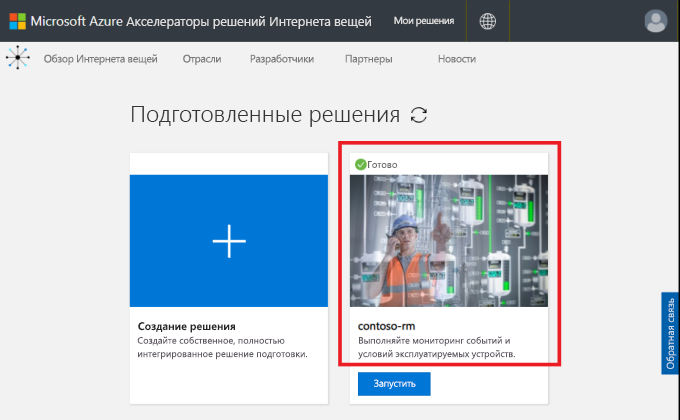 Microsoft Azure Акселераторы решений Интернета вещей
Мои решения
Обзор Интернета вещей
Отрасли
Разработчики
Партнеры
Новости
Подготовленные решения
Готово
Создание решения
Создайте собственное, полностью
интегрированное решение подготовки.
contoso-rm
Выполняйте мониторинг событий и
условий эксплуатируемых устройств.
Запустить
Обратная связь